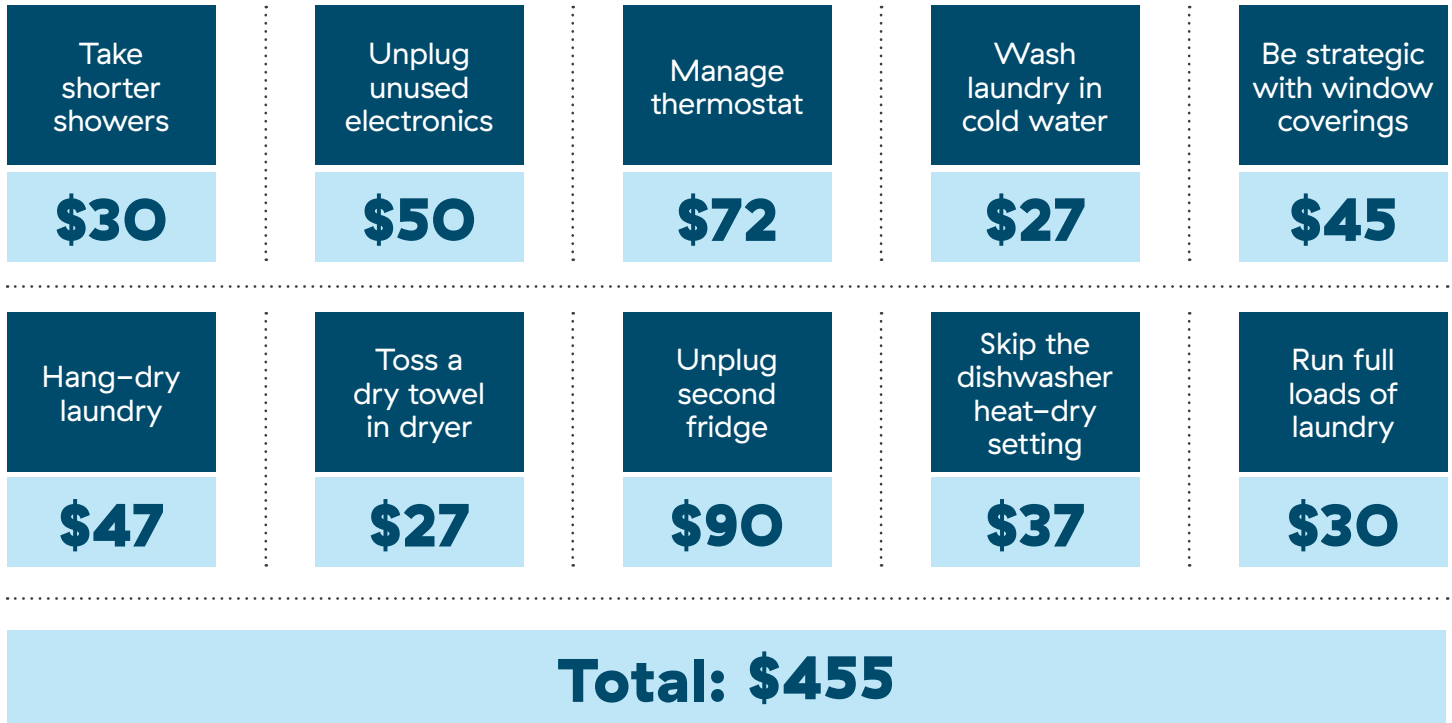 Take
shorter
showers
$30
Unplug
unused
electronics
$50
Manage
thermostat
$72
Wash
laundry in
cold water
$27
Be strategic
with window
coverings
$45
Hang-dry
laundry
$47
Toss a
dry towel
in dryer
$27
Unplug
second
fridge
$90
Skip the
dishwasher
heat-dry
setting
$37
Run full
loads of
laundry
$30
Total: $455